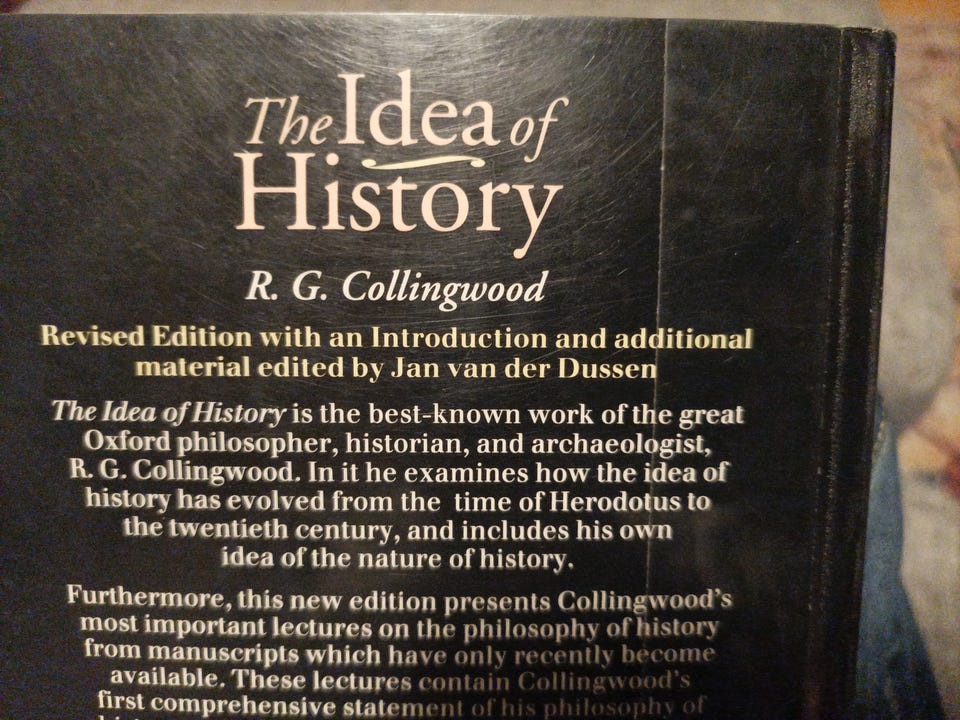 The Idea of
History
R. G. Collingwood
Revised Edition with an Introduction and additional
material edited by Jan van der Dussen
The Idea of History is the best-known work of the great
Oxford philosopher, historian, and archaeologist,
R. G. Collingwood. In it he examines how the idea of
history has evolved from the time of Herodotus to
the twentieth century, and includes his own
idea of the nature of history.
Furthermore, this new edition presents Collingwood's
most important lectures on the philosophy of history
from manuscripts which have only recently become
available. These lectures contain Collingwood's
first comprehensive statement of his philosophy of